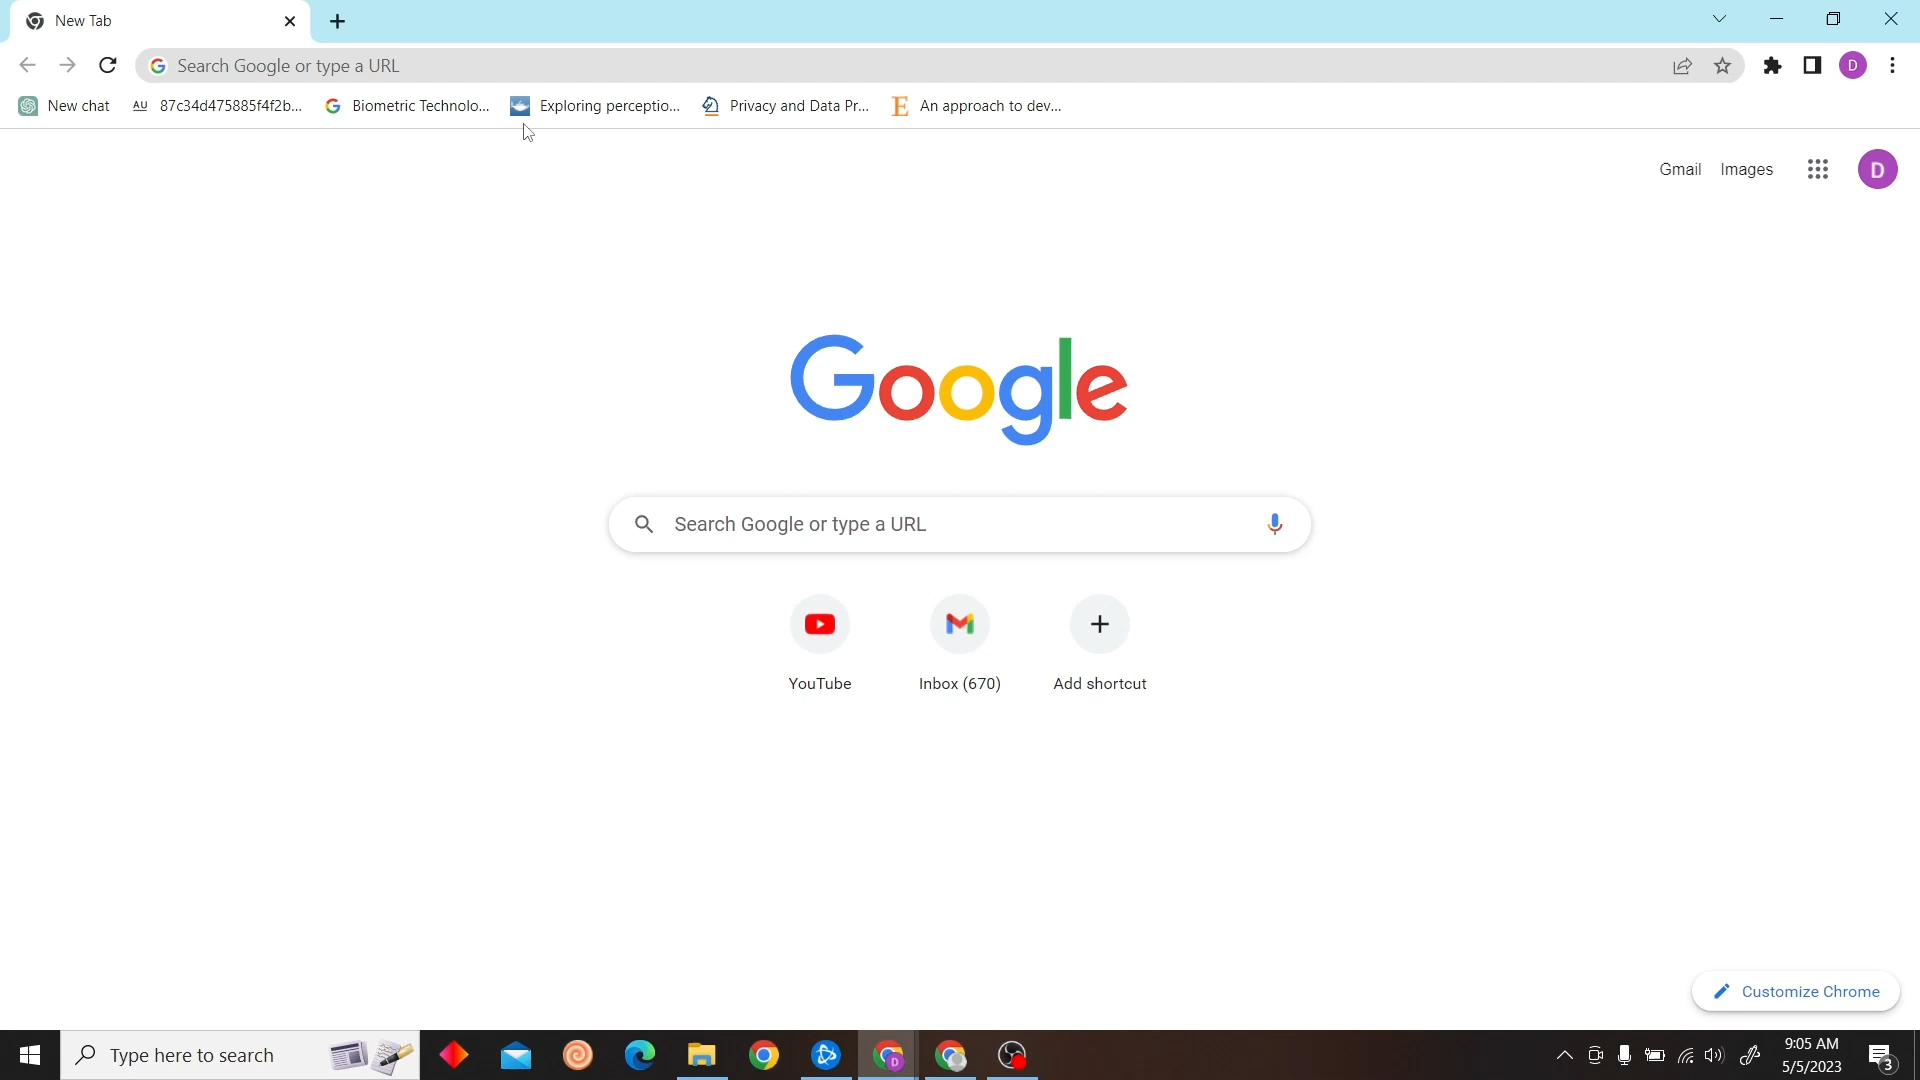 New Tab
Search Google or type a URL
New chat
AU 87c34d475885f4f2b...
Biometric Technolo...
Exploring perceptio...
Privacy and Data Pr...
E An approach to dev...
D
Gmail Images D
Google
Search Google or type a URL
YouTube Inbox (670) Add shortcut
Customize Chrome
Type here to search
D
9:05 AM
5/5/2023
3